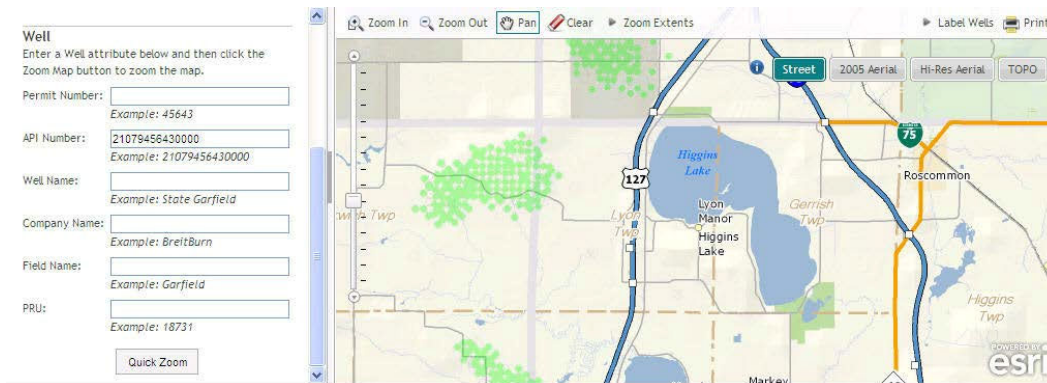 Well
Enter a Well attribute below and then click the
Zoom Map button to zoom the map.
Permit Number:
Example: 45643
API Number: 21079456430000
Example: 21079456430000
Well Name:
Example: State Garfield
Company Name:
Example: BreitBurn
Field Name:
Example: Garfield
PRU:
Example: 18731
Quick Zoom
Zoom In Zoom Out Pan Clear Zoom Extents Label Wells Print
Street 2005 Aerial Hi-Res Aerial TOPO
75
Higgins
Lake
127
Roscommon
Twp
Lyon
Twp
Lyon
Manor
Higgins
Lake
Gerrish
Twp
Higgins
Twp
POWERED BY
esri
Markey